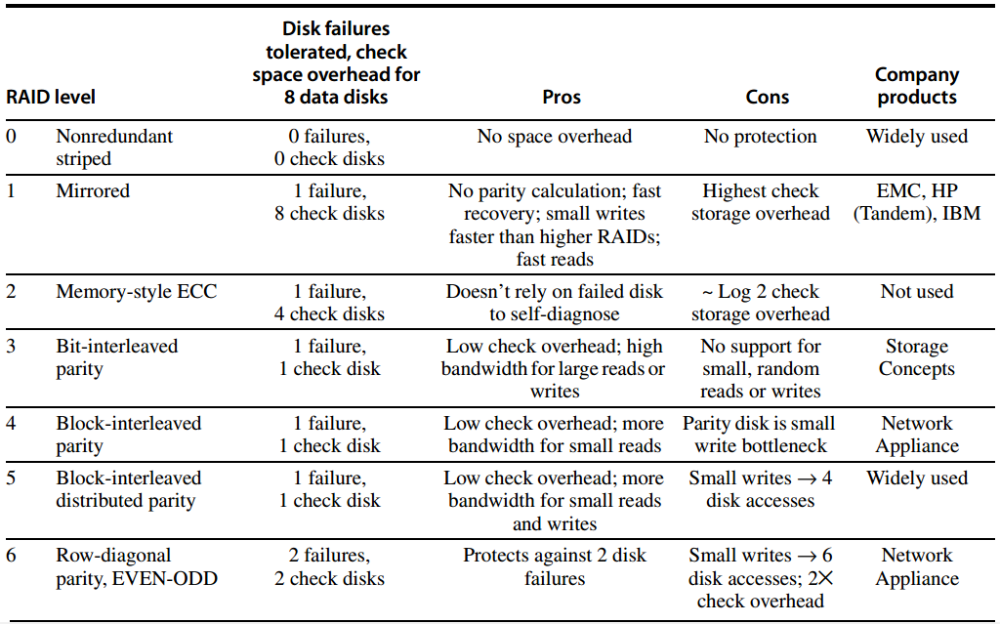 Disk failures
tolerated, check
space overhead for
8 data disks
RAID level
Pros
Cons
Company
products
0 Nonredundant
striped
0 failures,
0 check disks
No space overhead
No protection
Widely used
1 Mirrored
1 failure,
8 check disks
No parity calculation; fast
recovery; small writes
faster than higher RAIDs;
fast reads
Highest check
storage overhead
EMC, HP
(Tandem), IBM
2 Memory-style ECC
1 failure,
4 check disks
Doesn’t rely on failed disk
to self-diagnose
~ Log 2 check
storage overhead
Not used
3 Bit-interleaved
parity
1 failure,
1 check disk
Low check overhead; high
bandwidth for large reads or
writes
No support for
small, random
reads or writes
Storage
Concepts
4 Block-interleaved
parity
1 failure,
1 check disk
Low check overhead; more
bandwidth for small reads
Parity disk is small
write bottleneck
Network
Appliance
5 Block-interleaved
distributed parity
1 failure,
1 check disk
Low check overhead; more
bandwidth for small reads
and writes
Small writes → 4
disk accesses
Widely used
6 Row-diagonal
parity, EVEN-ODD
2 failures,
2 check disks
Protects against 2 disk
failures
Small writes → 6
disk accesses; 2×
check overhead
Network
Appliance